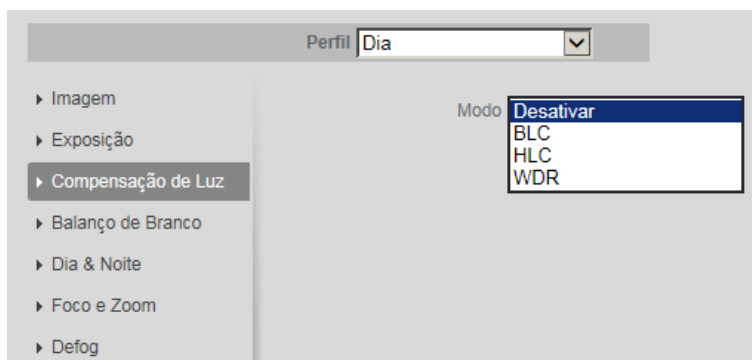 Perfil Dia
Imagem
Exposição
Compensação de Luz
Balanço de Branco
Dia & Noite
Foco e Zoom
Defog
Modo Desativar
BLC
HLC
WDR